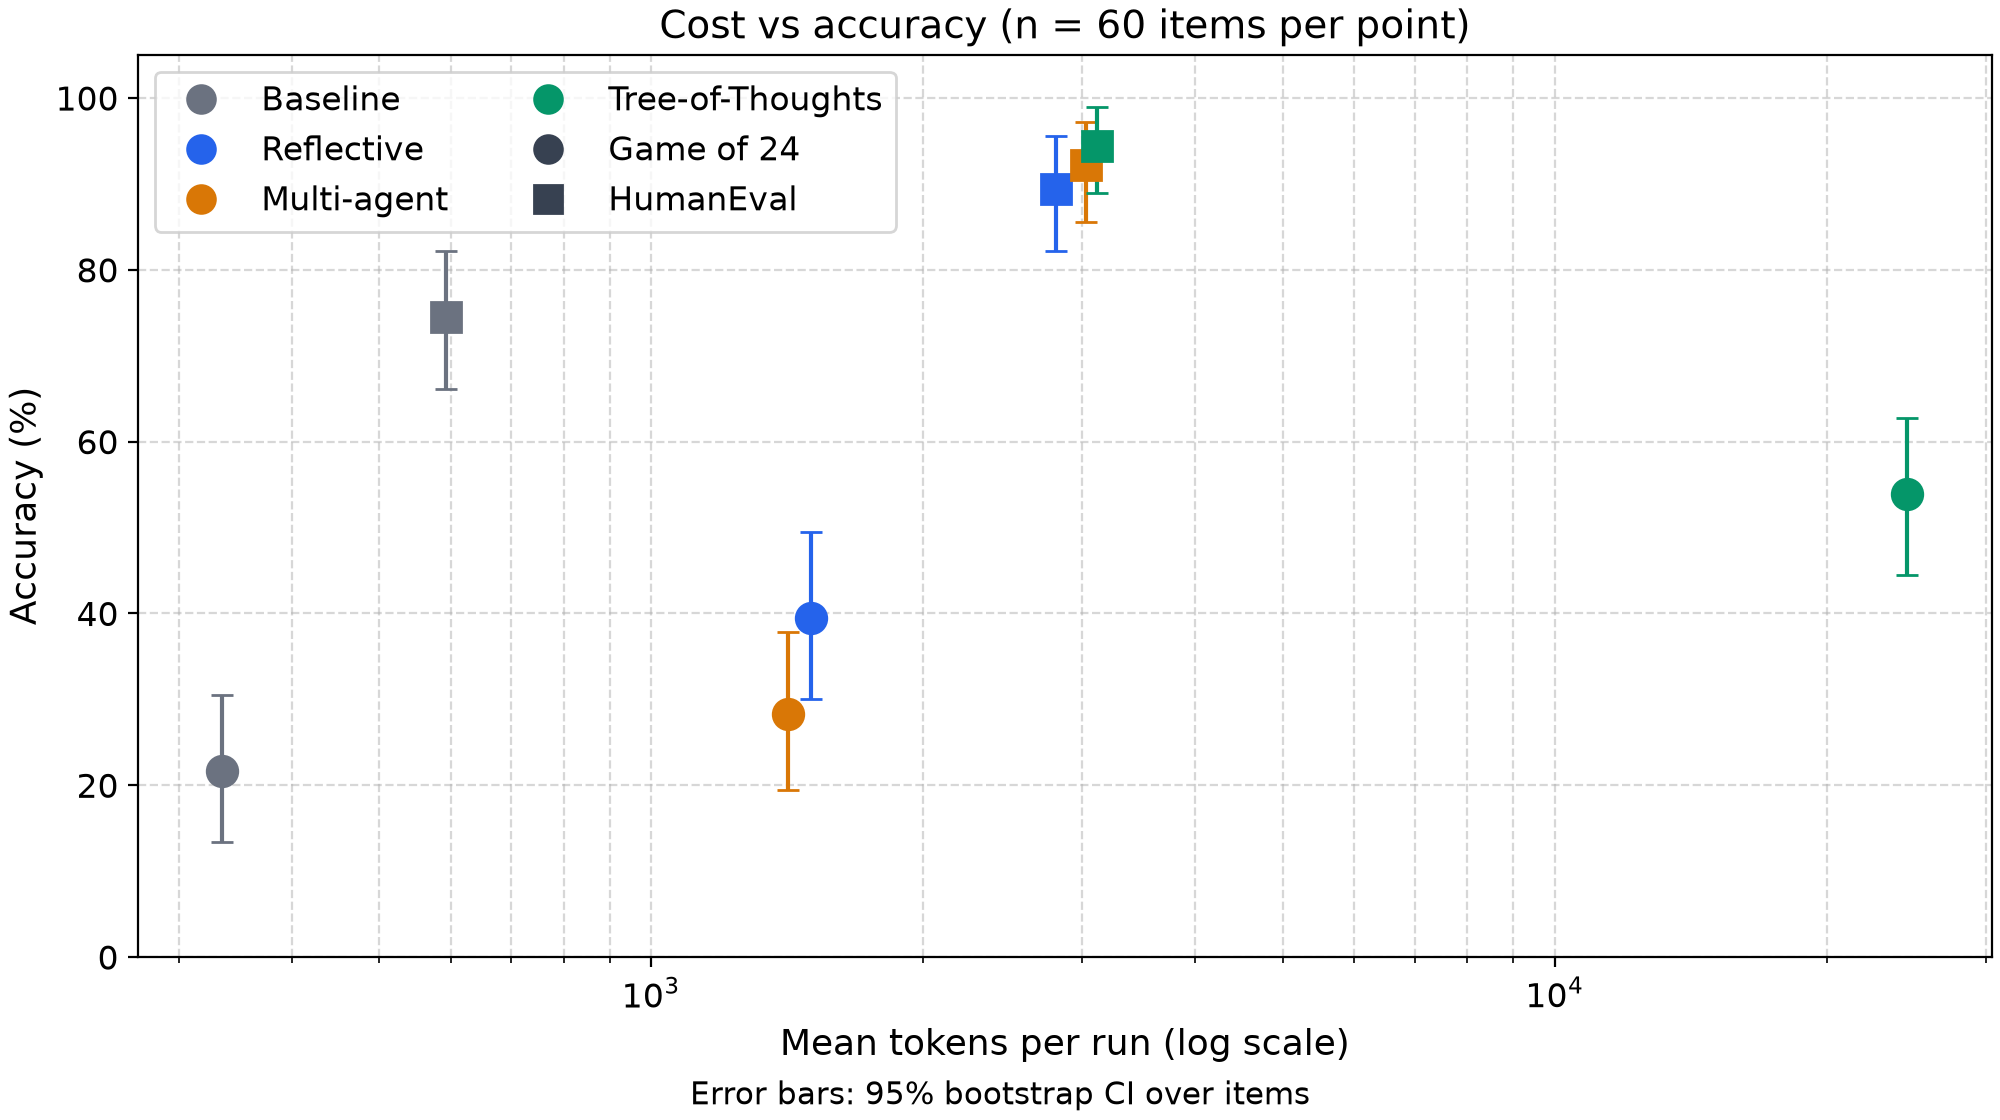 Cost vs accuracy (n = 60 items per point)
Baseline
Reflective
Multi-agent
Tree-of-Thoughts
Game of 24
HumanEval
Accuracy (%)
100
80
60
40
20
0
10³
10⁴
Mean tokens per run (log scale)
Error bars: 95% bootstrap CI over items